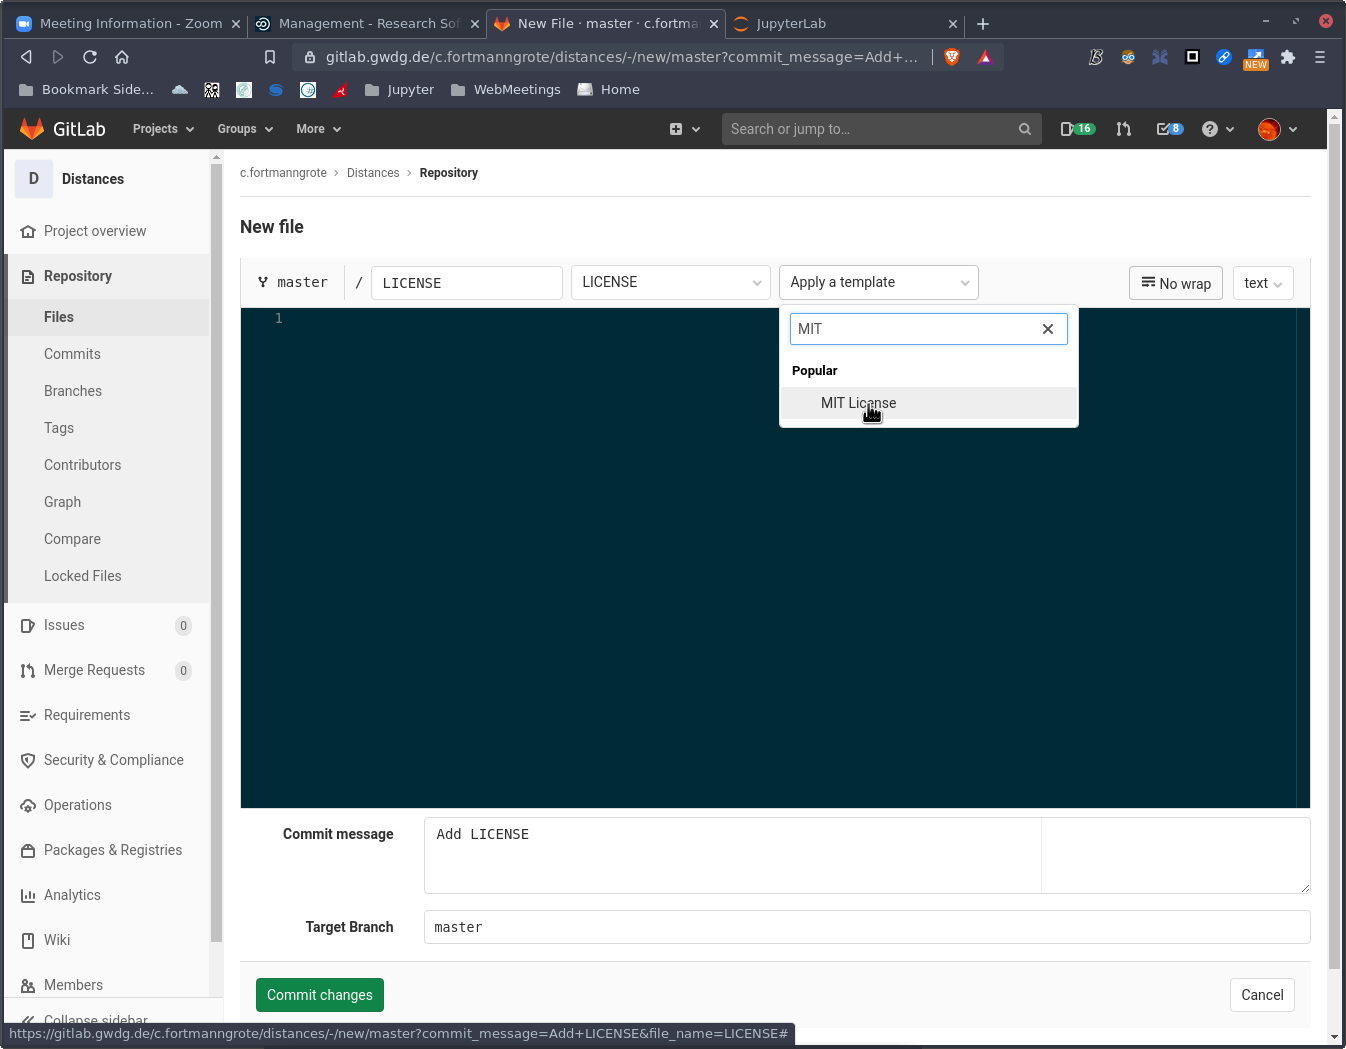 Meeting Information - Zoom
Management - Research Sof
New File · master · c.fortma
JupyterLab
gitlab.gwdg.de/c.fortmanngrote/distances/-/new/master?commit_message=Add+...
NEW
Bookmark Side...
Jupyter
WebMeetings
Home
GitLab
Projects
Groups
More
Search or jump to…
16
8
D
Distances
c.fortmanngrote > Distances > Repository
New file
Project overview
Repository
Files
Commits
Branches
Tags
Contributors
Graph
Compare
Locked Files
Issues 0
Merge Requests 0
Requirements
Security & Compliance
Operations
Packages & Registries
Analytics
Wiki
Members
Collapse sidebar
master / LICENSE
LICENSE
Apply a template
No wrap
text
1
MIT
Popular
MIT License
Commit message
Add LICENSE
Target Branch
master
Commit changes
Cancel
https://gitlab.gwdg.de/c.fortmanngrote/distances/-/new/master?commit_message=Add+LICENSE&file_name=LICENSE#